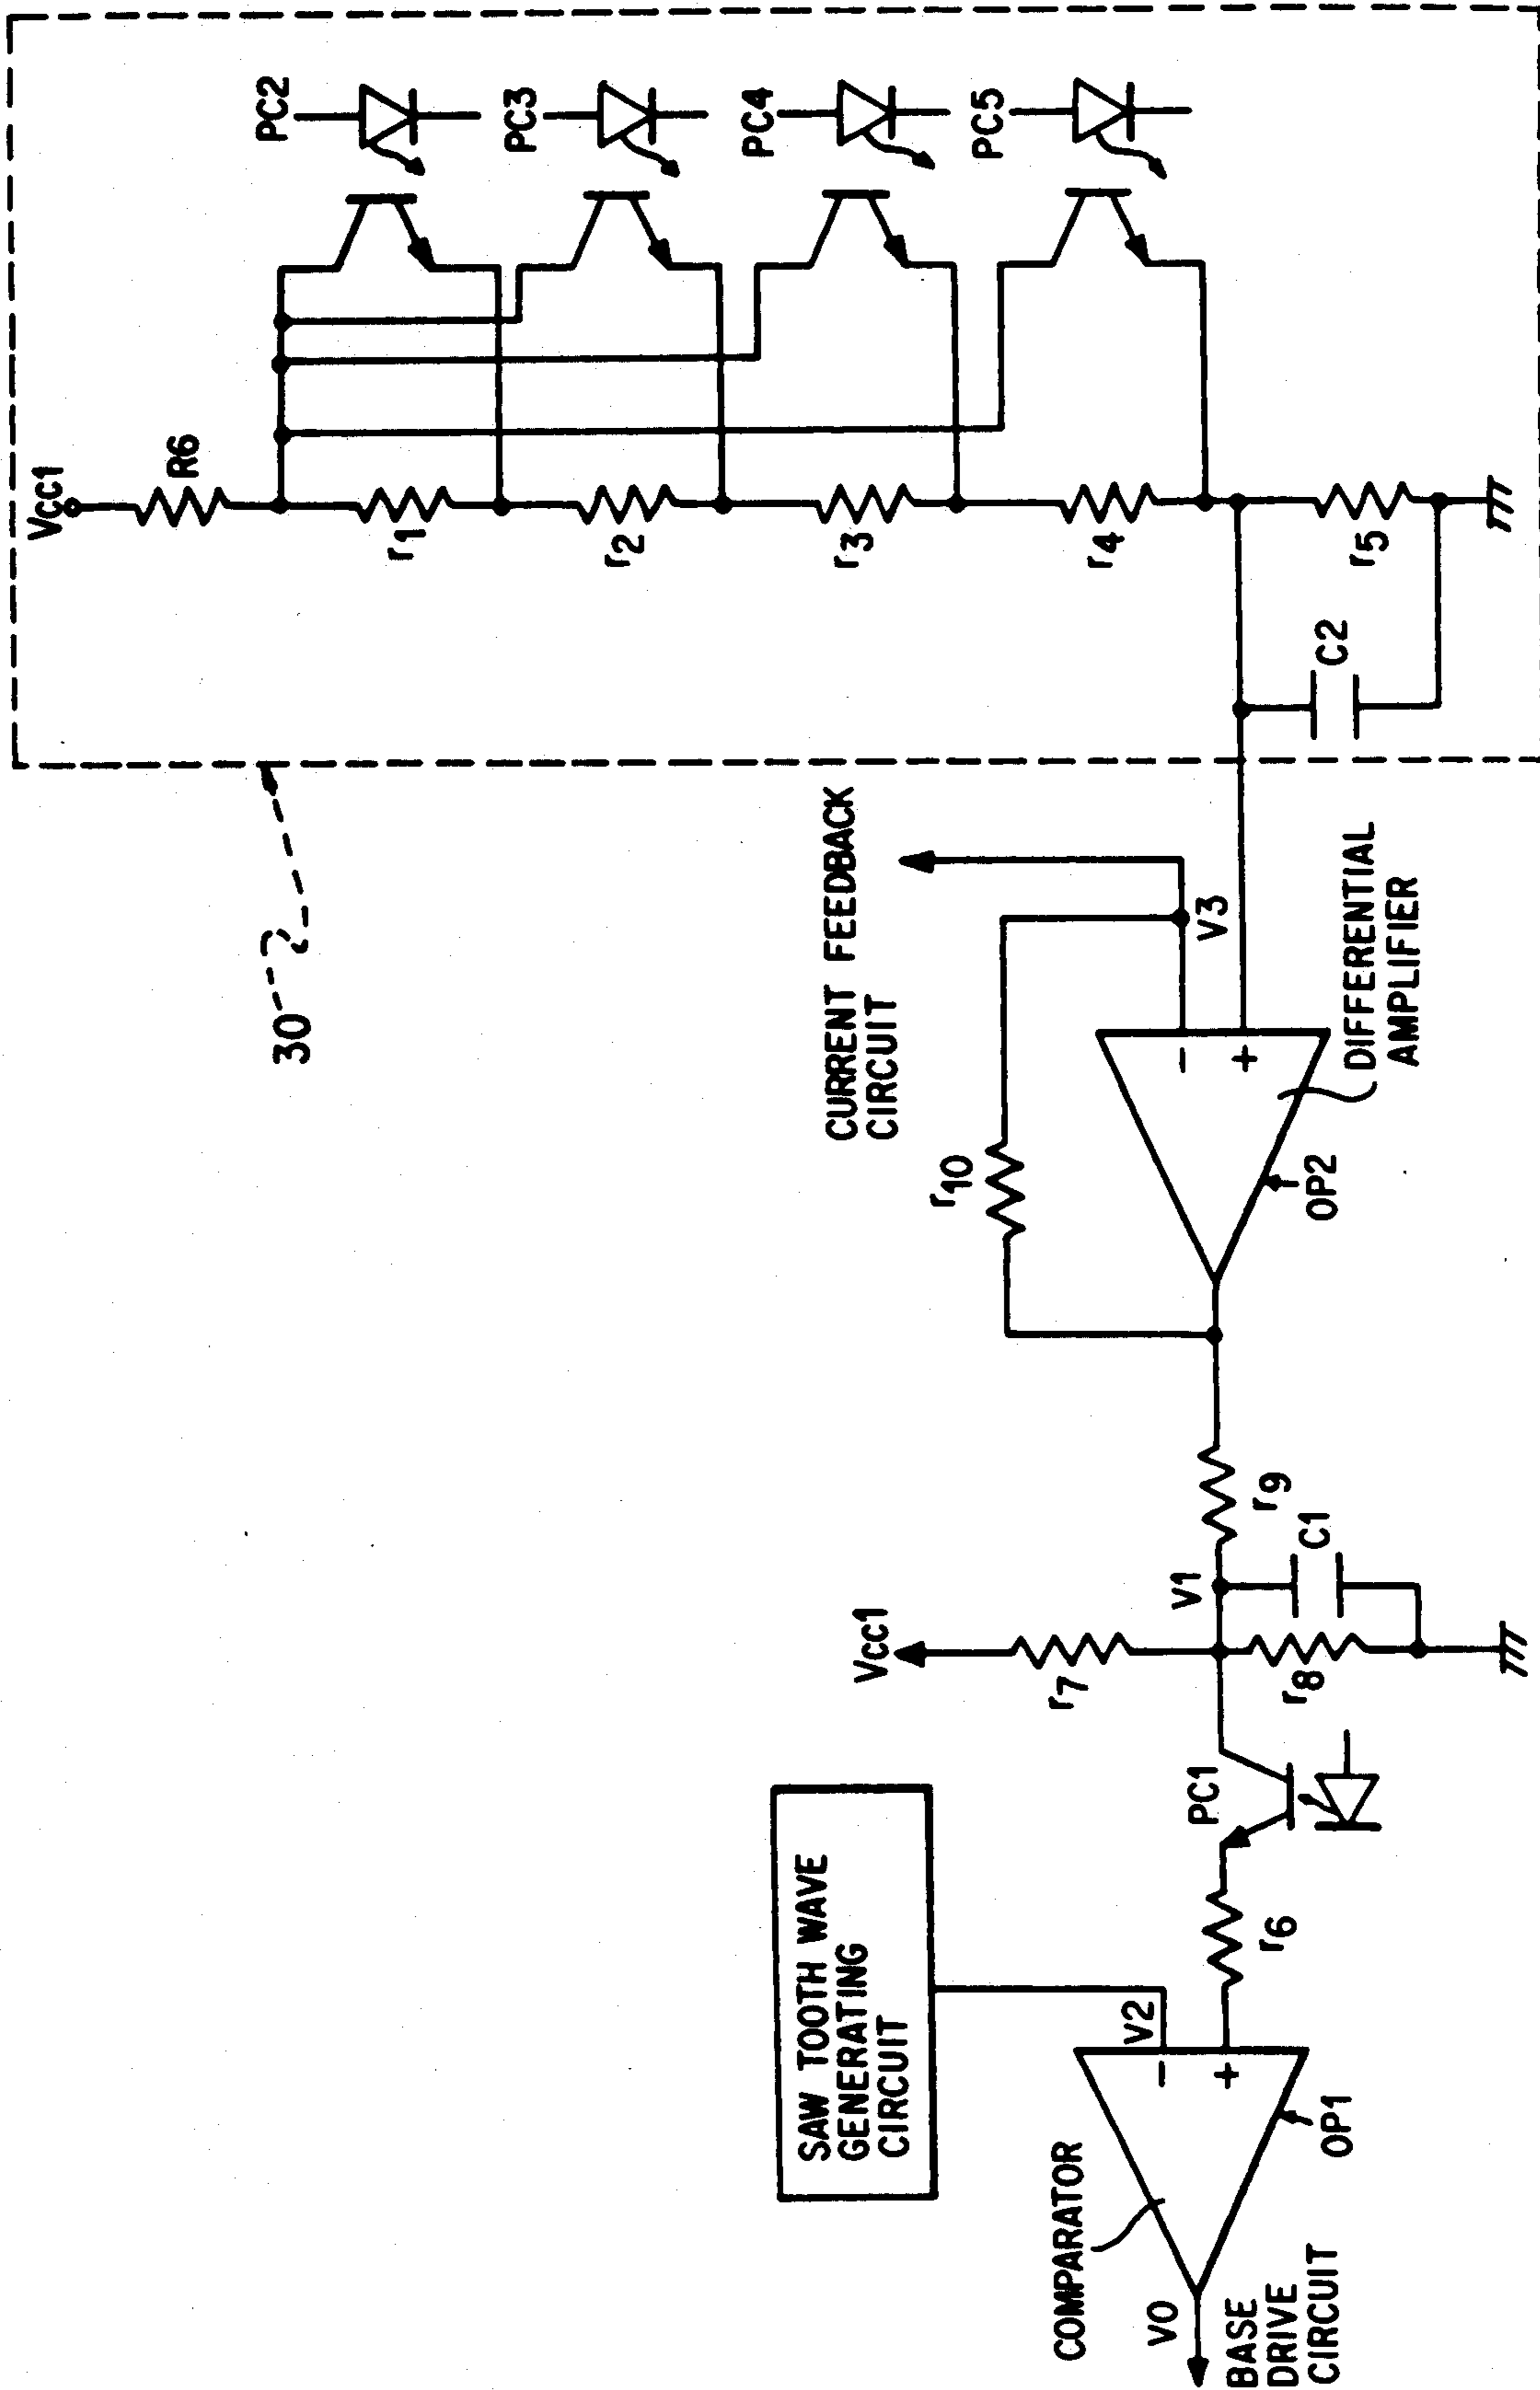 Vcc1
R6
r1
r2
r3
r4
r5
C2
PC2
PC3
PC4
PC5
30
CURRENT FEEDBACK
CIRCUIT
V3
-
+
DIFFERENTIAL
AMPLIFIER
OP2
r10
r9
V1
C1
Vcc1
r7
r8
PC1
r6
SAW TOOTH WAVE
GENERATING
CIRCUIT
V2
-
+
COMPARATOR
OP1
V0
BASE
DRIVE
CIRCUIT